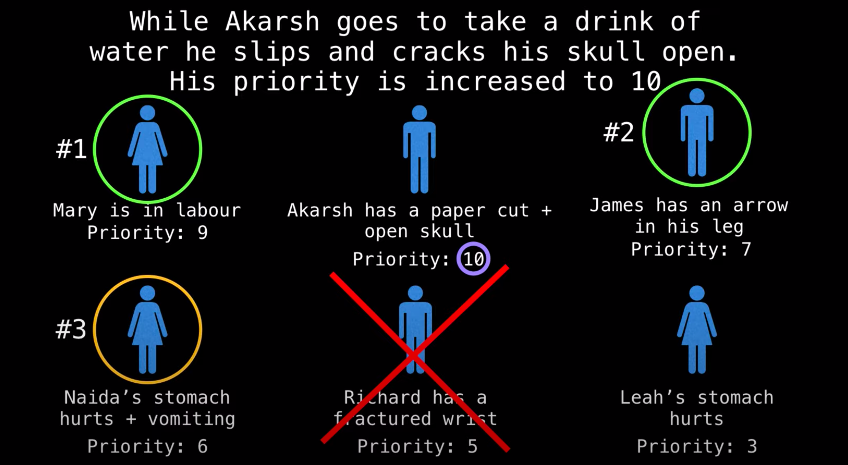 While Akarsh goes to take a drink of
water he slips and cracks his skull open.
His priority is increased to 10
#1
Mary is in labour
Priority: 9
Akarsh has a paper cut +
open skull
Priority: 10
#2
James has an arrow
in his leg
Priority: 7
#3
Naida's stomach
hurts + vomiting
Priority: 6
Richard has a
fractured wrist
Priority: 5
Leah's stomach
hurts
Priority: 3